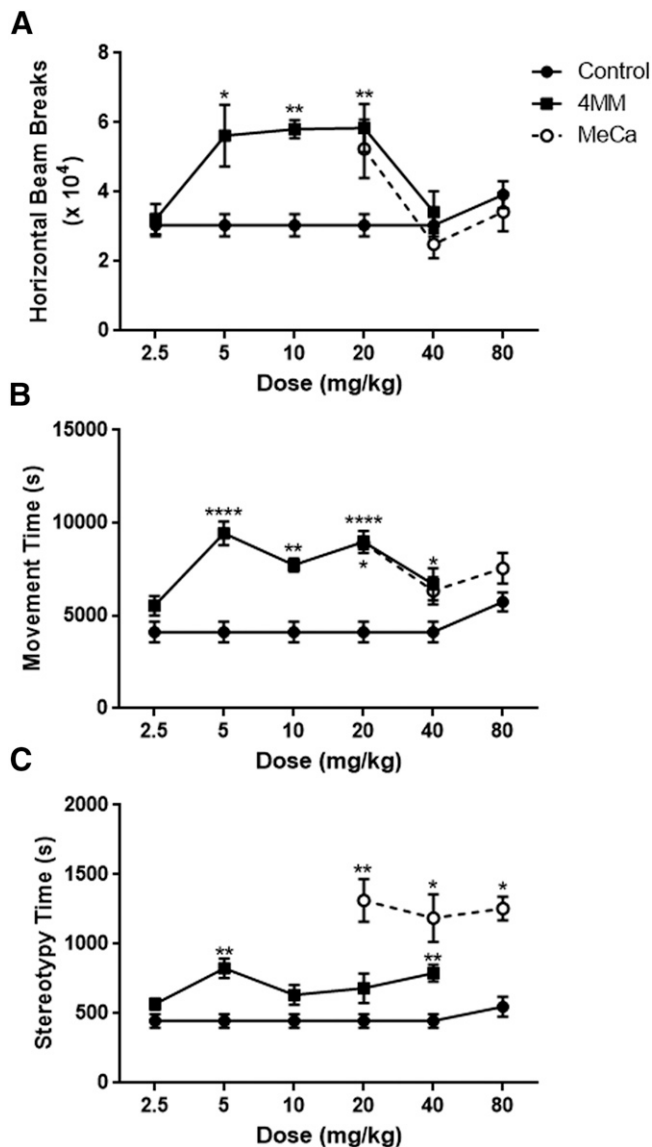 A
Horizontal Beam Breaks
(x 10⁴)
8
6
4
2
0
* ** **
Control
4MM
MeCa
2.5 5 10 20 40 80
Dose (mg/kg)
B
Movement Time (s)
15000
10000
5000
0
**** ** **** * *
2.5 5 10 20 40 80
Dose (mg/kg)
C
Stereotypy Time (s)
2000
1500
1000
500
0
** * *
** **
2.5 5 10 20 40 80
Dose (mg/kg)